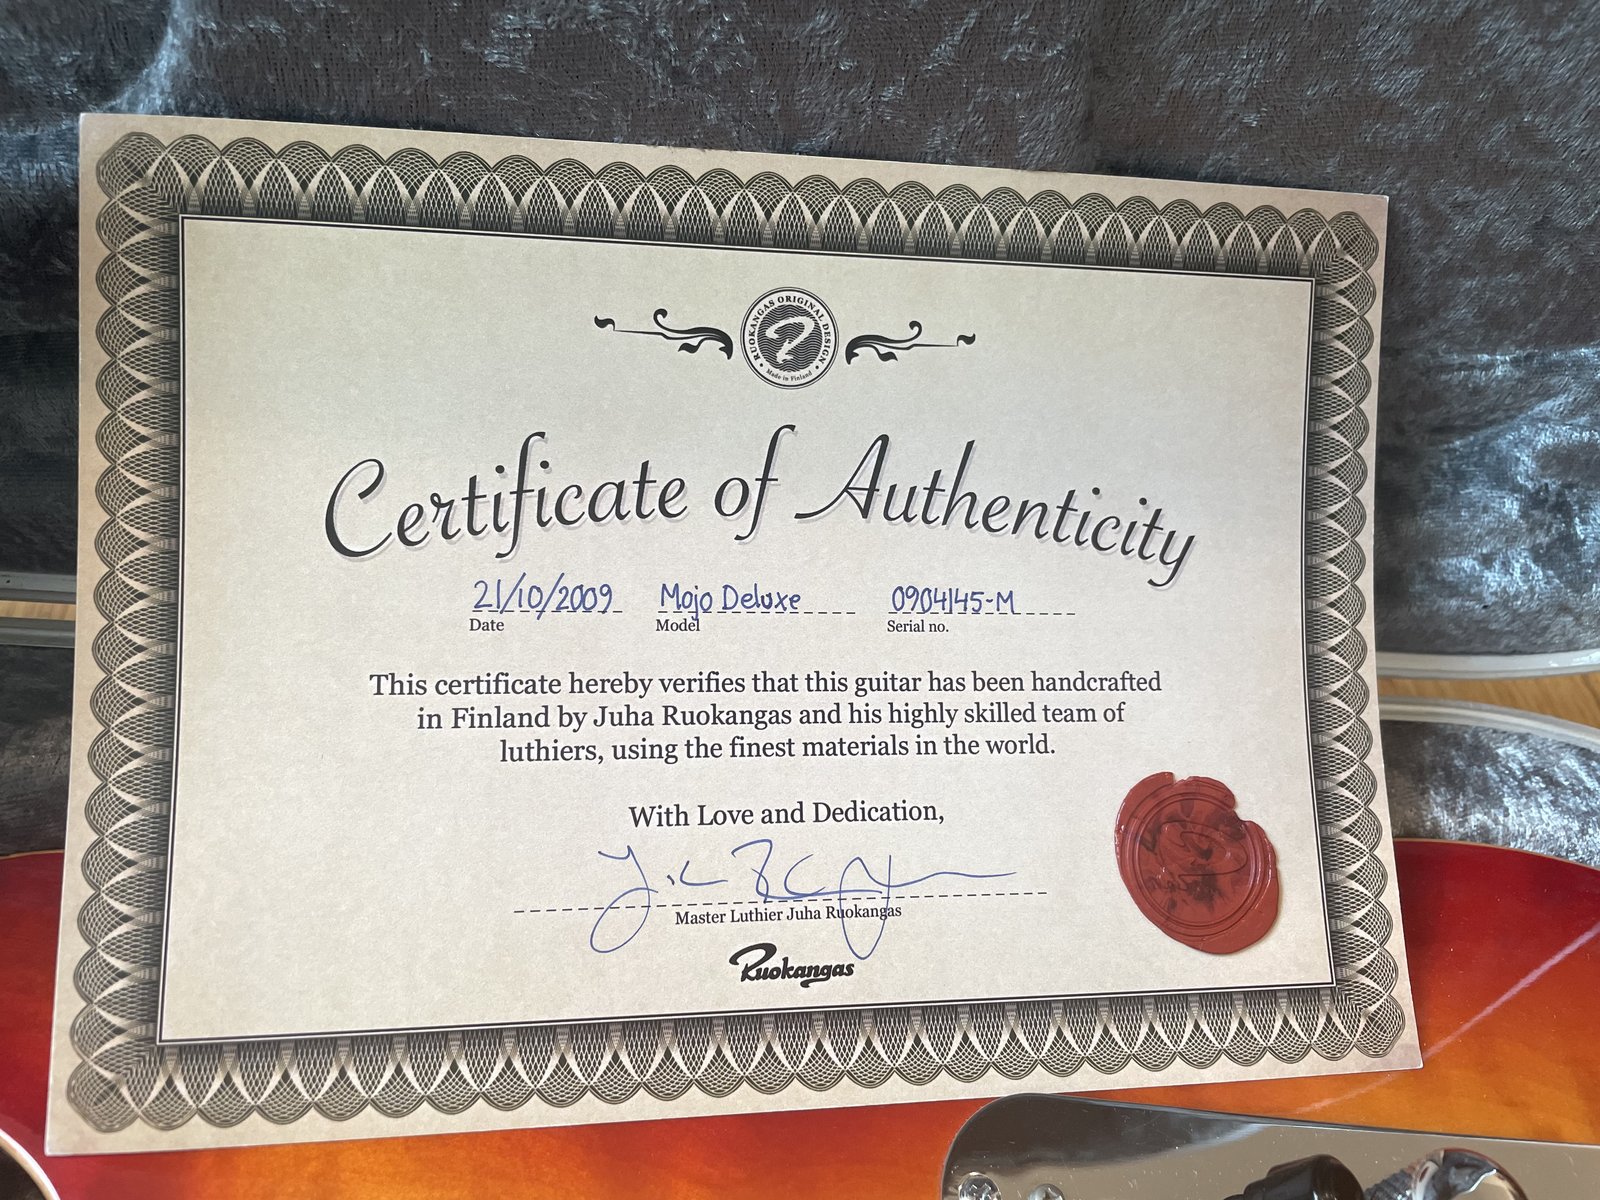 RUOKANGAS ORIGINAL DESIGN
Made in Finland
Certificate of Authenticity
21/10/2009 Mojo Deluxe 0904145-M
Date Model Serial no.
This certificate hereby verifies that this guitar has been handcrafted
in Finland by Juha Ruokangas and his highly skilled team of
luthiers, using the finest materials in the world.
With Love and Dedication,
Master Luthier Juha Ruokangas
Ruokangas